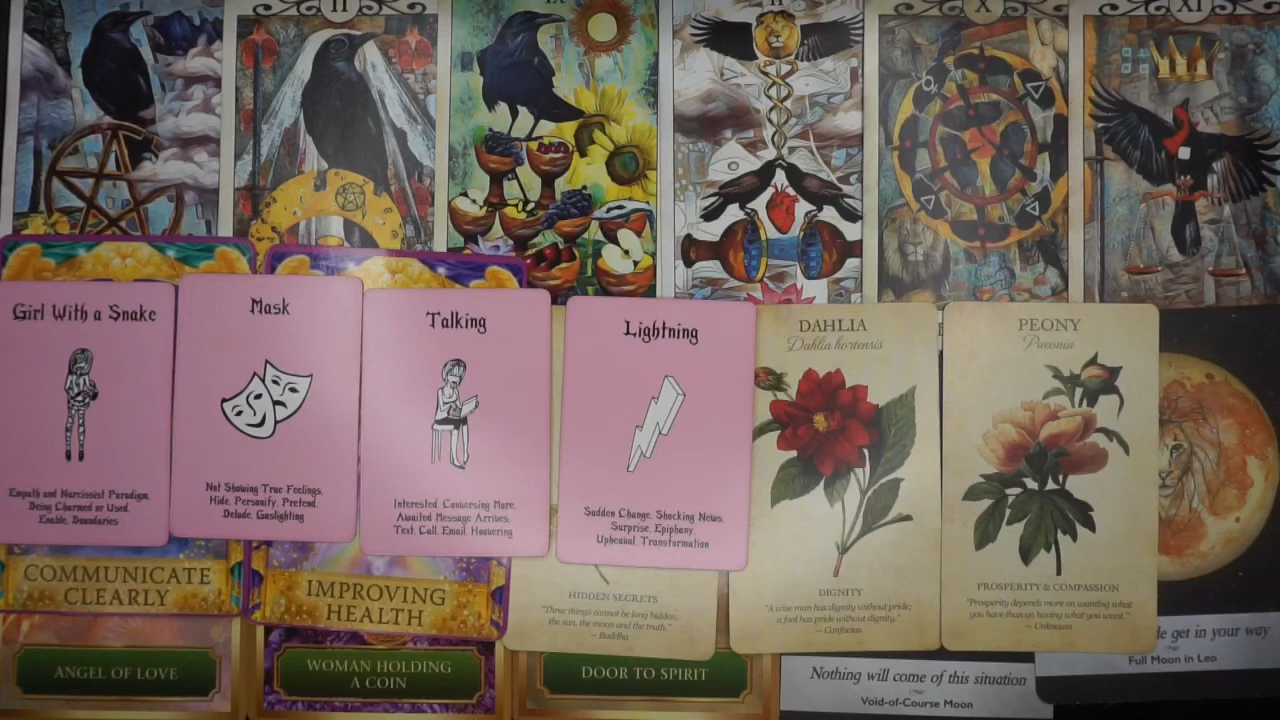 II
IX
II
X
XI
Girl With a Snake
Empath and Narcissist Paradigm,
Being Charmed or Used,
Enable, Boundaries
Mask
Not Showing True Feelings,
Hide, Personify, Pretend,
Delude, Gaslighting
Talking
Interested Conversing More,
Awaited Message Arrives,
Text, Call, Email, Hoovering
Lightning
Sudden Change, Shocking News,
Surprise, Epiphany,
Upheaval, Transformation
DAHLIA
Dahlia hortensis
DIGNITY
"A wise man has dignity without pride;
a fool has pride without dignity."
— Confucius
PEONY
Paeonia
PROSPERITY & COMPASSION
"Prosperity depends more on wanting what
you have than on having what you want."
— Unknown
COMMUNICATE
CLEARLY
IMPROVING
HEALTH
HIDDEN SECRETS
"Three things cannot be long hidden:
the sun, the moon and the truth."
— Buddha
ANGEL OF LOVE
WOMAN HOLDING
A COIN
DOOR TO SPIRIT
Nothing will come of this situation
Void-of-Course Moon
get in your way
Full Moon in Leo